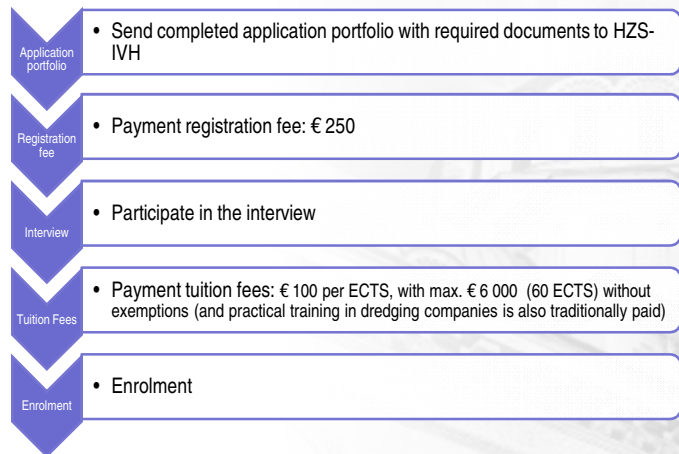 Application
portfolio
• Send completed application portfolio with required documents to HZS-
IVH
Registration
fee
• Payment registration fee: € 250
Interview
• Participate in the interview
Tuition Fees
• Payment tuition fees: € 100 per ECTS, with max. € 6 000 (60 ECTS) without
exemptions (and practical training in dredging companies is also traditionally paid)
Enrolment
• Enrolment